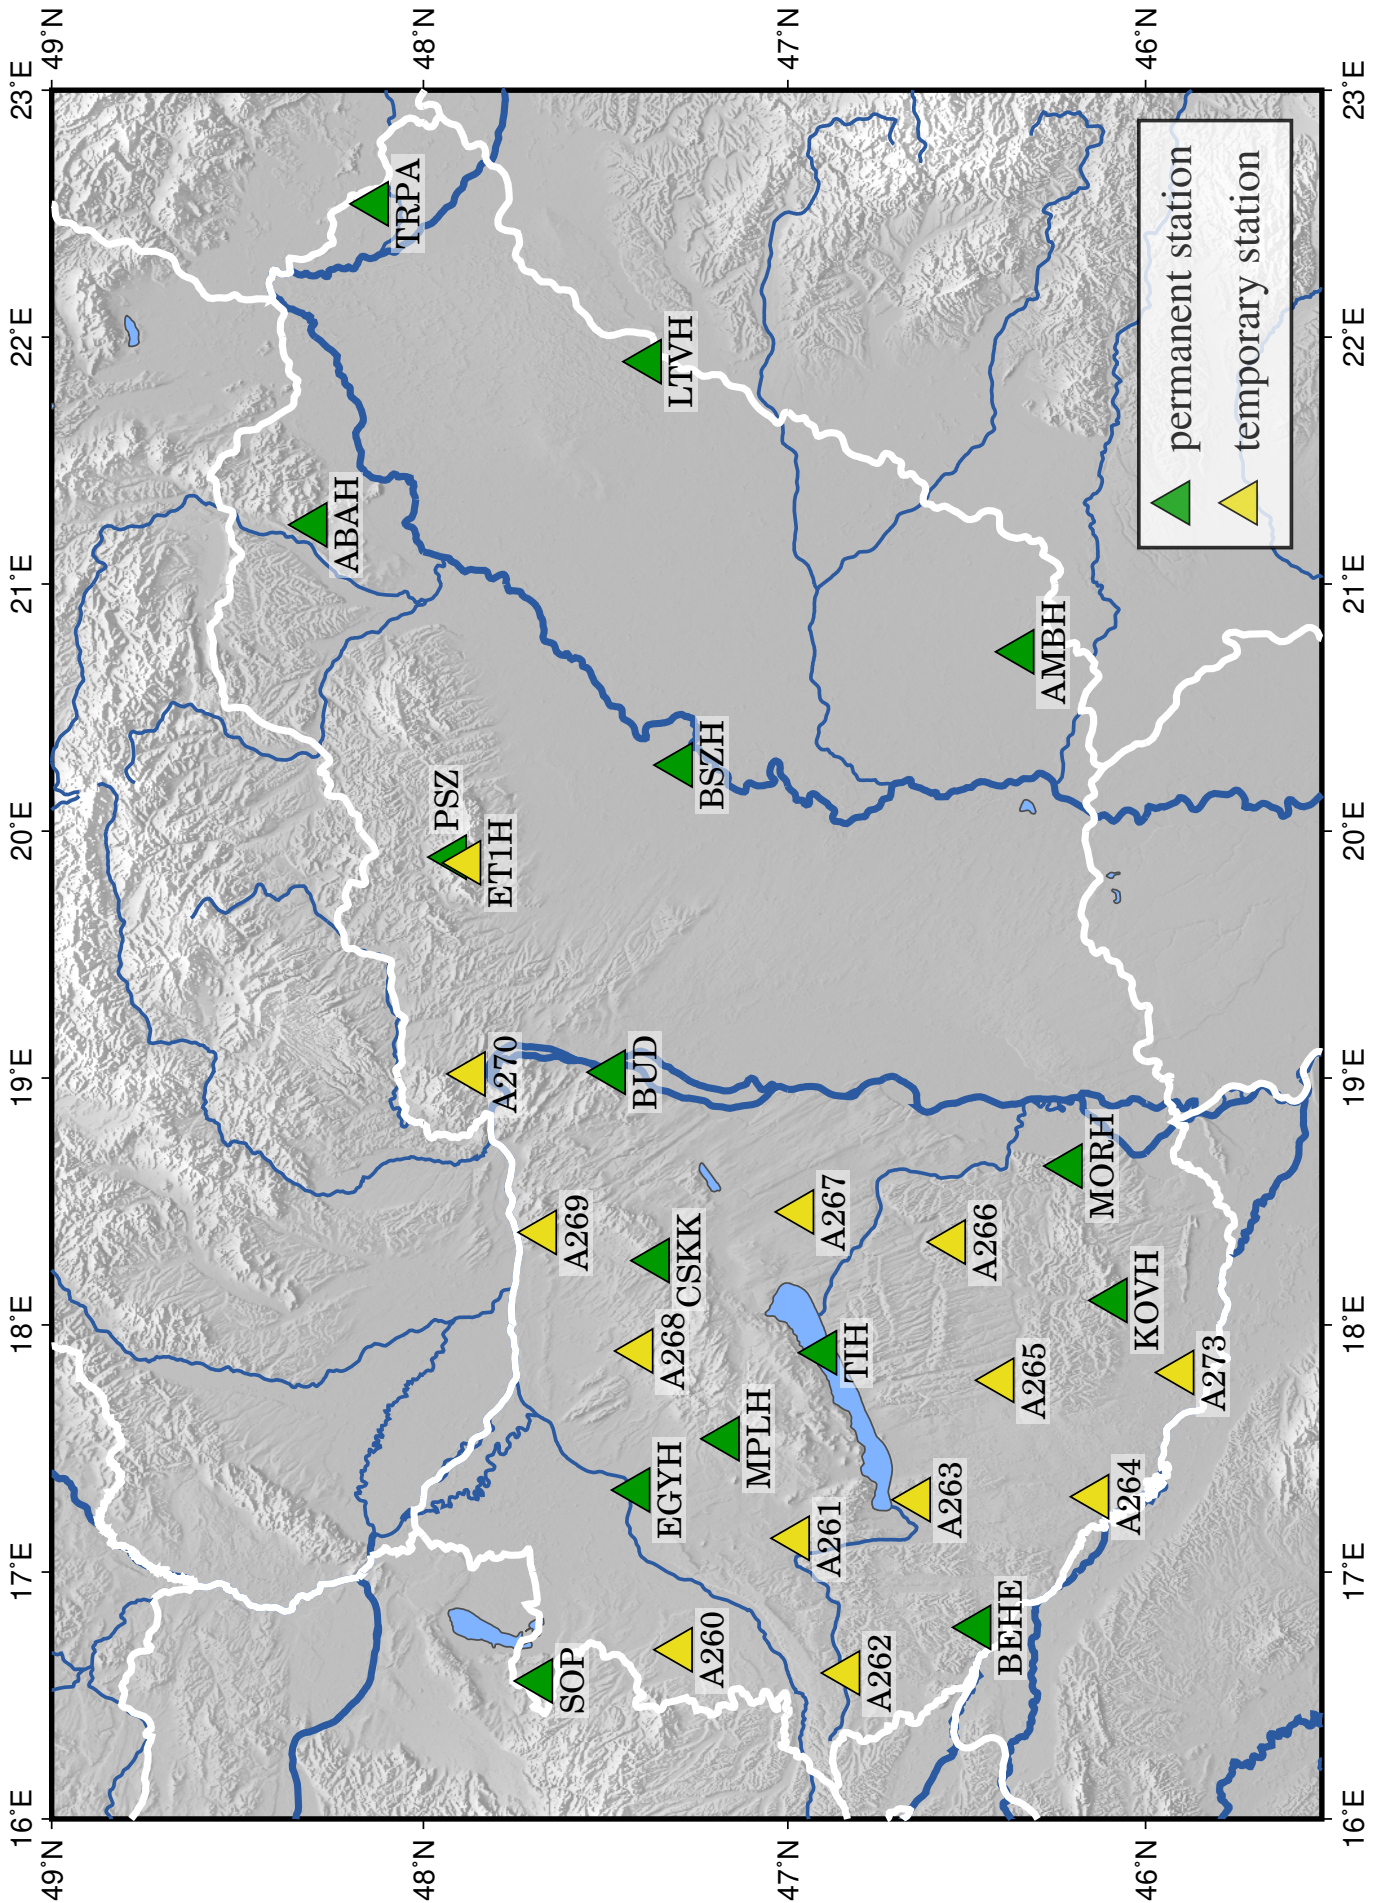 16°E
17°E
18°E
19°E
20°E
21°E
22°E
23°E
49°N
49°N
48°N
48°N
47°N
47°N
46°N
46°N
TRPA
ABAH
PSZ
ET1H
A270
LTVH
BUD
A269
BSZH
SOP
CSKK
A268
EGYH
MPLH
A260
A267
A261
TIH
A262
AMBH
A266
A263
A265
BEHE
MORH
KOVH
A264
A273
permanent station
temporary station
16°E
17°E
18°E
19°E
20°E
21°E
22°E
23°E